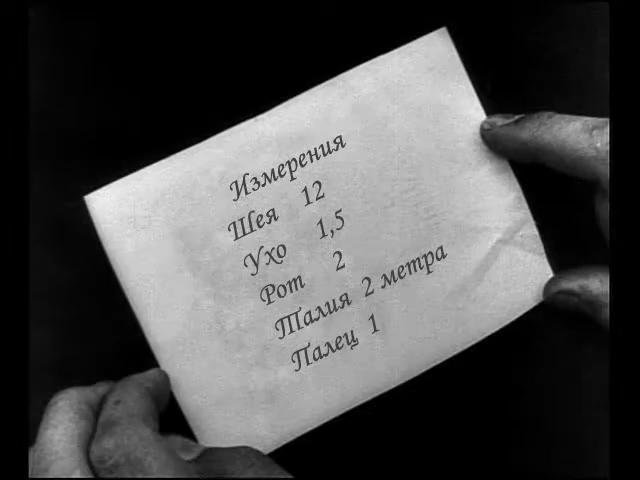 Измерения
Шея 12
Ухо 1,5
Рот 2
Талия 2 метра
Палец 1